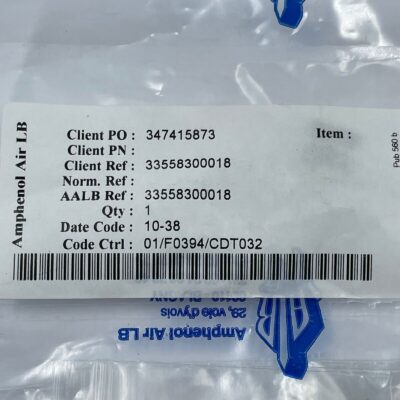 Amphenol Air LB
Client PO : 347415873
Item :
Client PN :
Client Ref : 33558300018
Norm. Ref :
AALB Ref : 33558300018
Qty : 1
Date Code : 10-38
Code Ctrl : 01/F0394/CDT032
Pub 560 b
BLAGNY
29, voie d'yvois
Amphenol Air LB